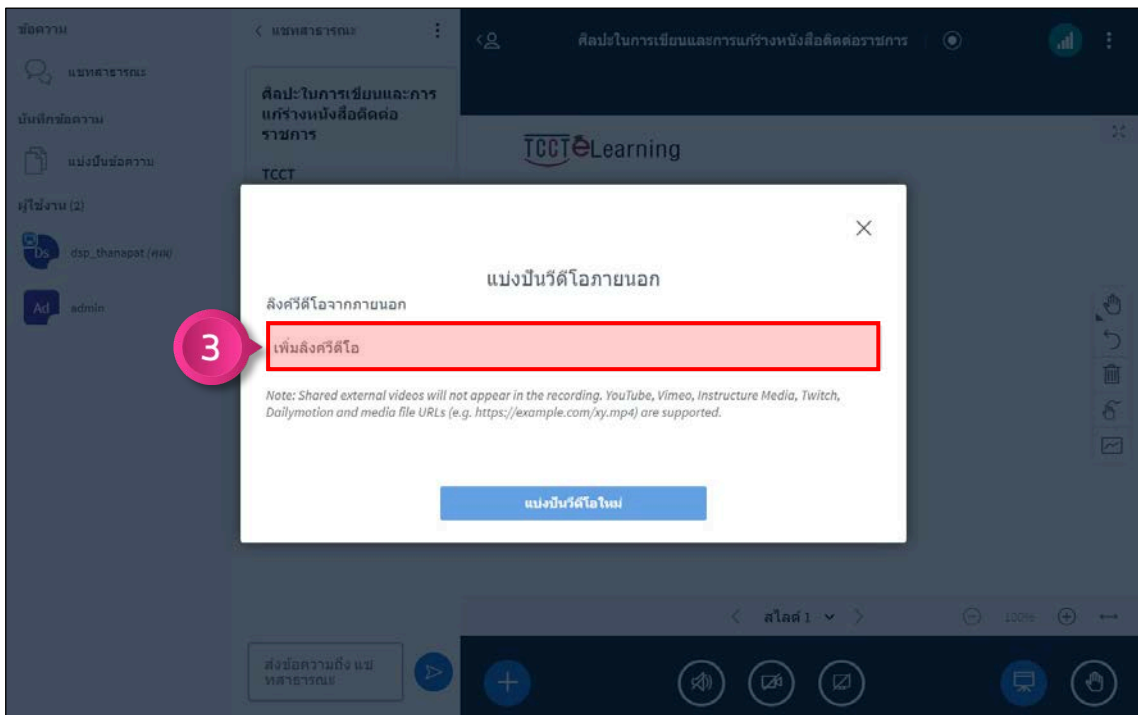 ข้อความ
แชทสาธารณะ
บันทึกข้อความ
แบ่งปันข้อความ
ผู้ใช้งาน (2)
Ds
dsp_thanapat (คุณ)
Ad
admin
แชทสาธารณะ
ศิลปะในการเขียนและการ
แก้ร่างหนังสือติดต่อ
ราชการ
TCCT
ศิลปะในการเขียนและการแก้ร่างหนังสือติดต่อราชการ
TCCTeLearning
แบ่งปันวีดีโอภายนอก
ลิงค์วีดีโอจากภายนอก
3
เพิ่มลิงค์วีดีโอ
Note: Shared external videos will not appear in the recording. YouTube, Vimeo, Instructure Media, Twitch,
Dailymotion and media file URLs (e.g. https://example.com/xy.mp4) are supported.
แบ่งปันวีดีโอใหม่
สไลด์ 1
100%
ส่งข้อความถึง แช
ทสาธารณะ